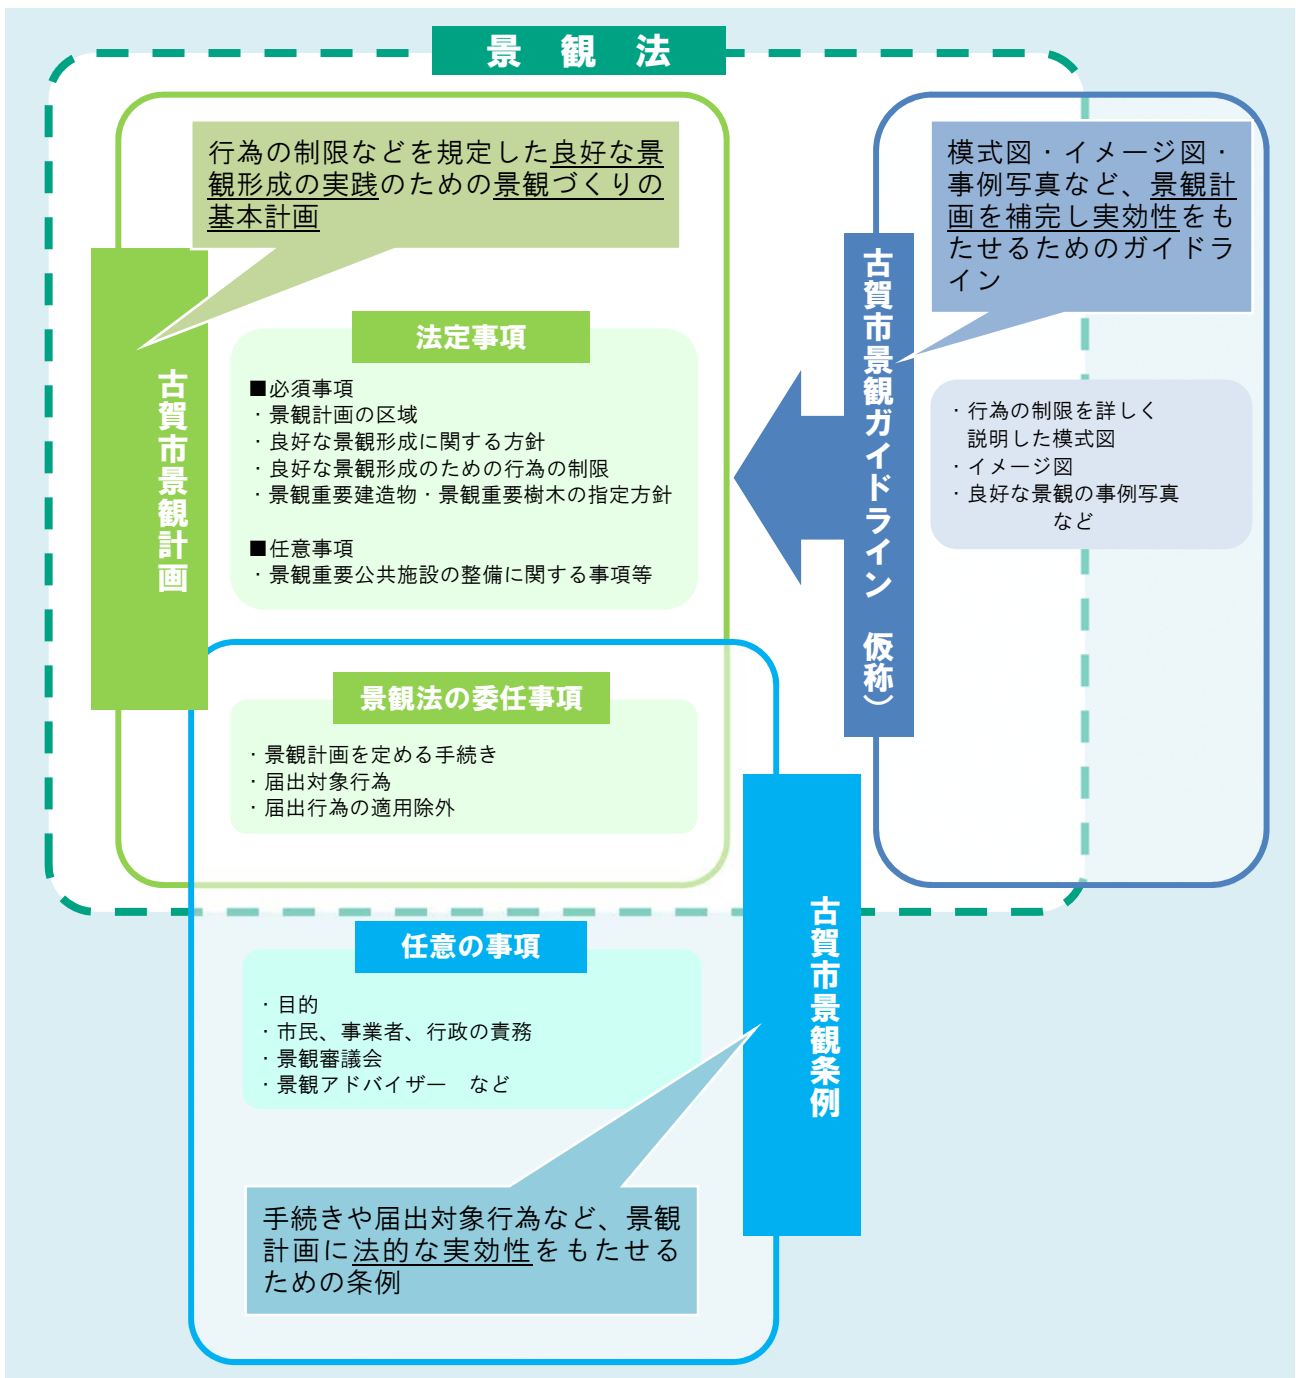 景　観　法
行為の制限などを規定した良好な景
観形成の実践のための景観づくりの
基本計画
古賀市景観計画
法定事項
■必須事項
・景観計画の区域
・良好な景観形成に関する方針
・良好な景観形成のための行為の制限
・景観重要建造物・景観重要樹木の指定方針
■任意事項
・景観重要公共施設の整備に関する事項等
景観法の委任事項
・景観計画を定める手続き
・届出対象行為
・届出行為の適用除外
模式図・イメージ図・
事例写真など、景観計
画を補完し実効性をも
たせるためのガイドラ
イン
古賀市景観ガイドライン　仮称）
・行為の制限を詳しく
説明した模式図
・イメージ図
・良好な景観の事例写真
など
任意の事項
・目的
・市民、事業者、行政の責務
・景観審議会
・景観アドバイザー　など
古賀市景観条例
手続きや届出対象行為など、景観
計画に法的な実効性をもたせる
ための条例